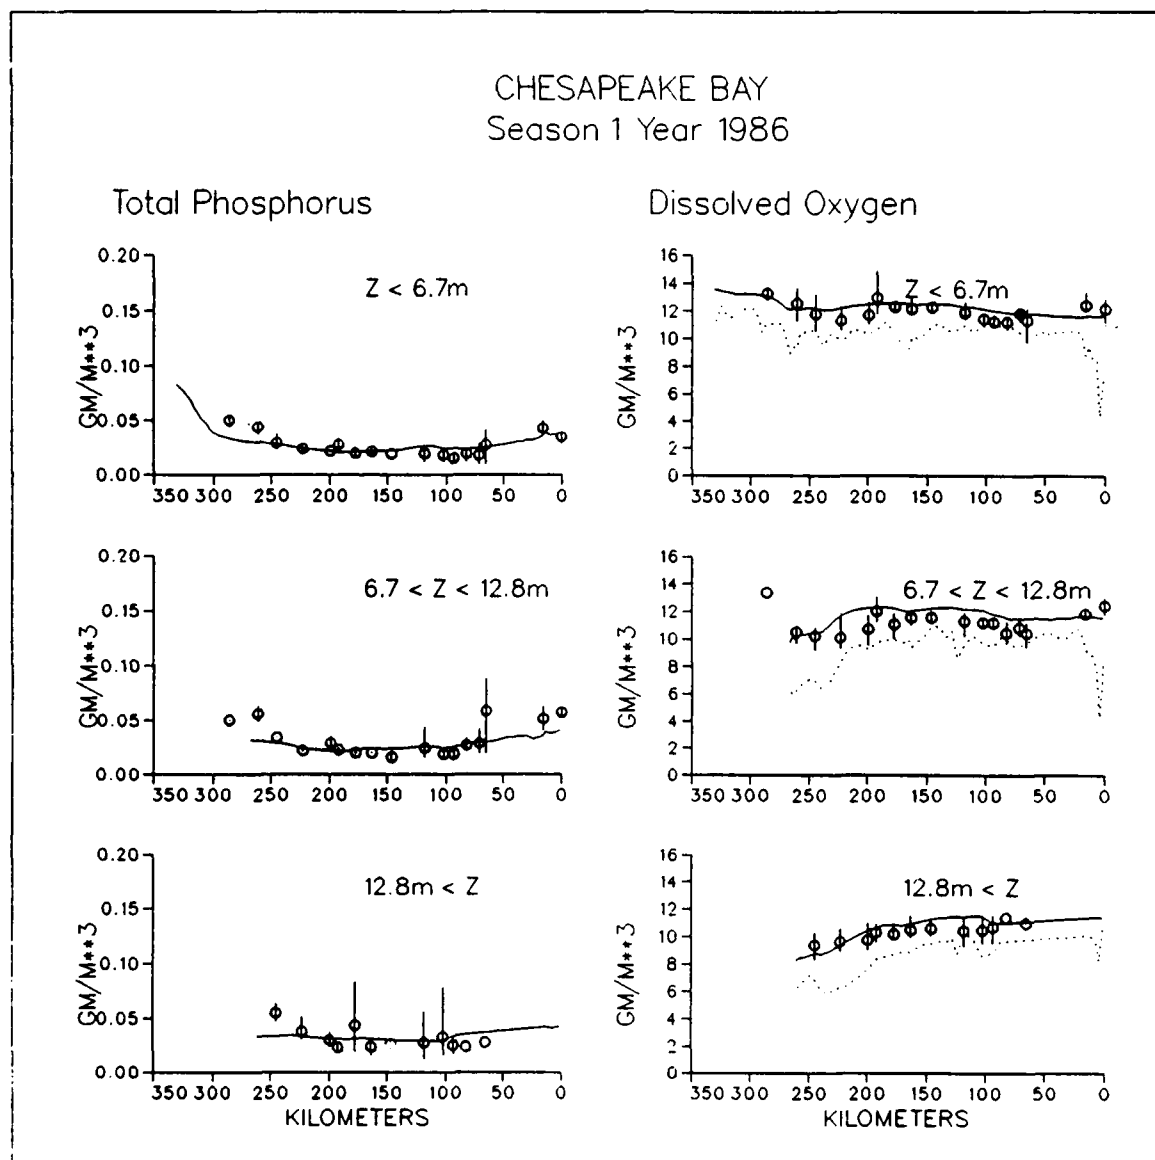 CHESAPEAKE BAY
Season 1 Year 1986
Total Phosphorus
Dissolved Oxygen
Z < 6.7m
GM/M**3
0.20
0.15
0.10
0.05
0.00
350 300 250 200 150 100 50 0
Z < 6.7m
GM/M**3
16
14
12
10
8
6
4
2
0
350 300 250 200 150 100 50 0
6.7 < Z < 12.8m
GM/M**3
0.20
0.15
0.10
0.05
0.00
350 300 250 200 150 100 50 0
6.7 < Z < 12.8m
GM/M**3
16
14
12
10
8
6
4
2
0
350 300 250 200 150 100 50 0
12.8m < Z
GM/M**3
0.20
0.15
0.10
0.05
0.00
350 300 250 200 150 100 50 0
KILOMETERS
12.8m < Z
GM/M**3
16
14
12
10
8
6
4
2
0
350 300 250 200 150 100 50 0
KILOMETERS